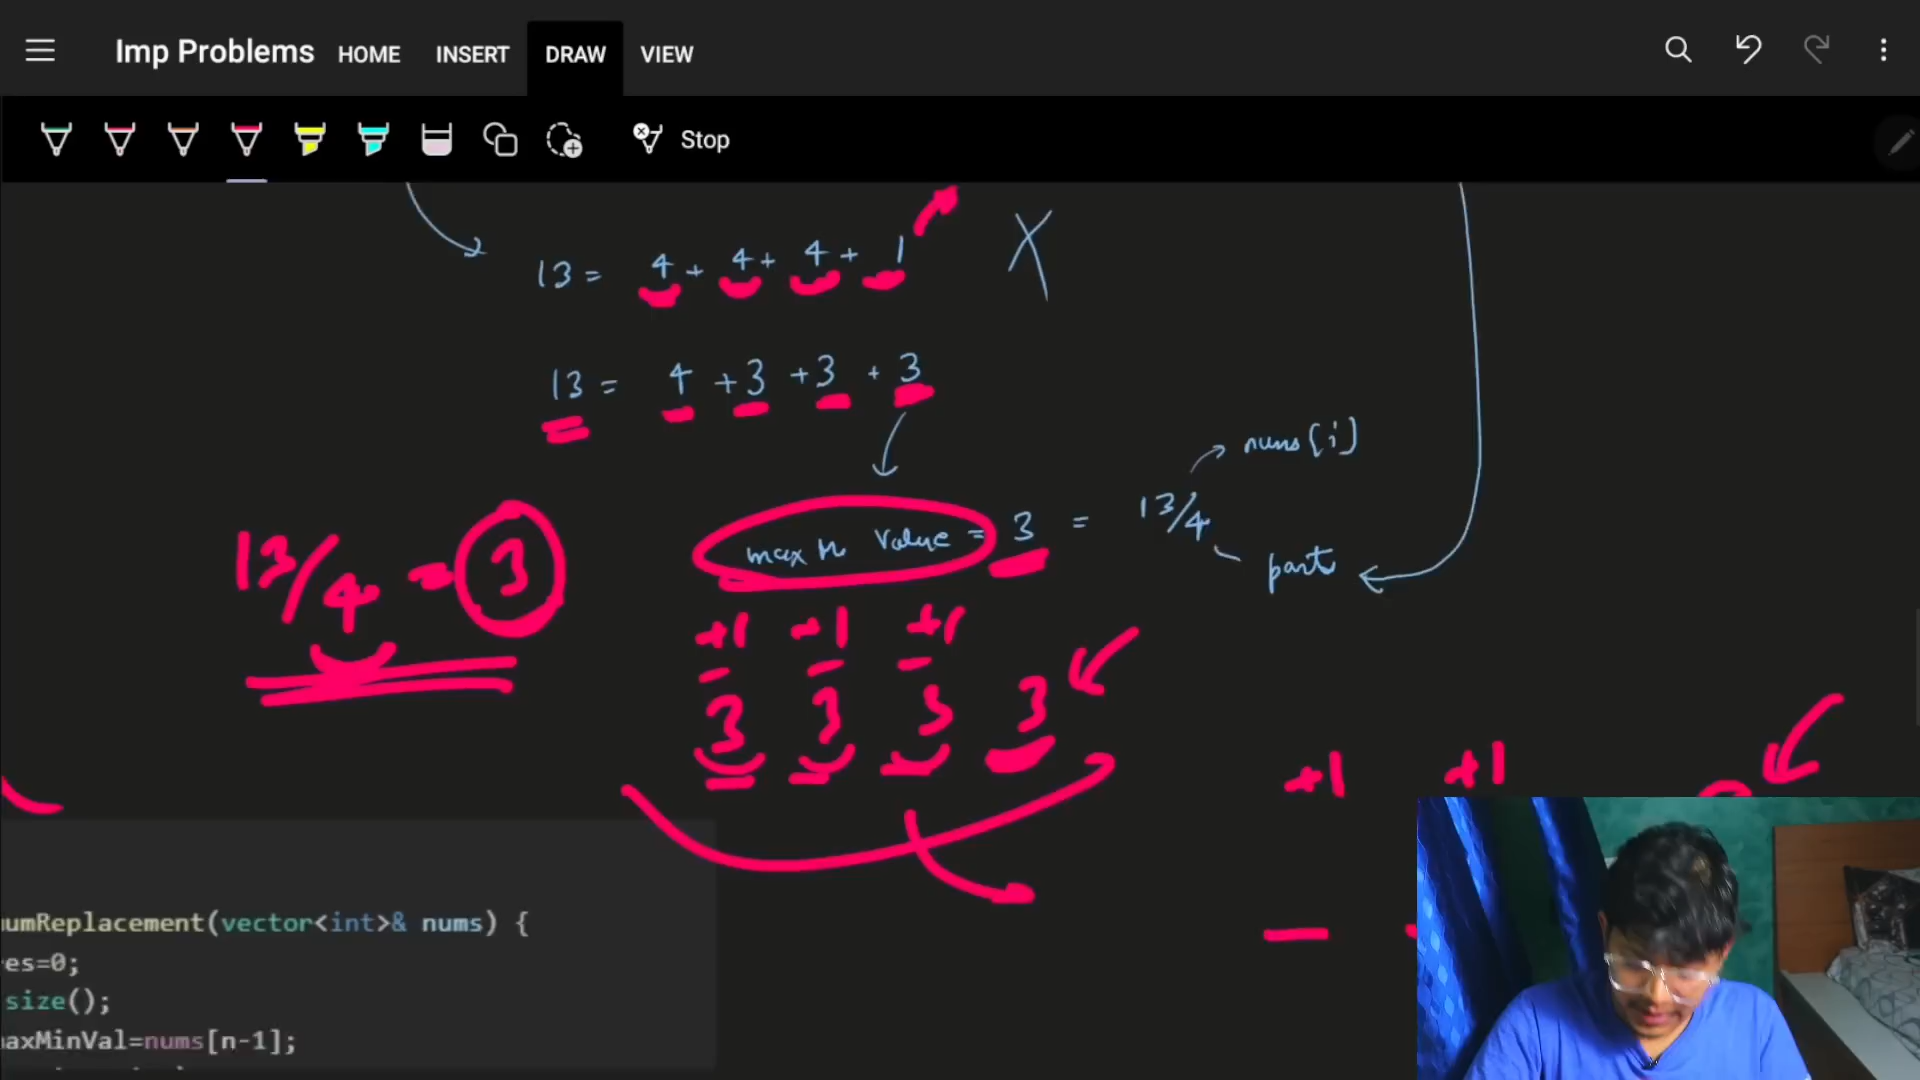 Imp Problems HOME INSERT DRAW VIEW
Stop
13 = 4 + 4 + 4 + 1 X
13 = 4 + 3 + 3 + 3
nums[i]
13/4 = 3
max m value = 3 = 13/4
part
+1 +1 +1
3 3 3 3
+1 +1
umReplacement(vector<int>& nums) {
es=0;
size();
axMinVal=nums[n-1];